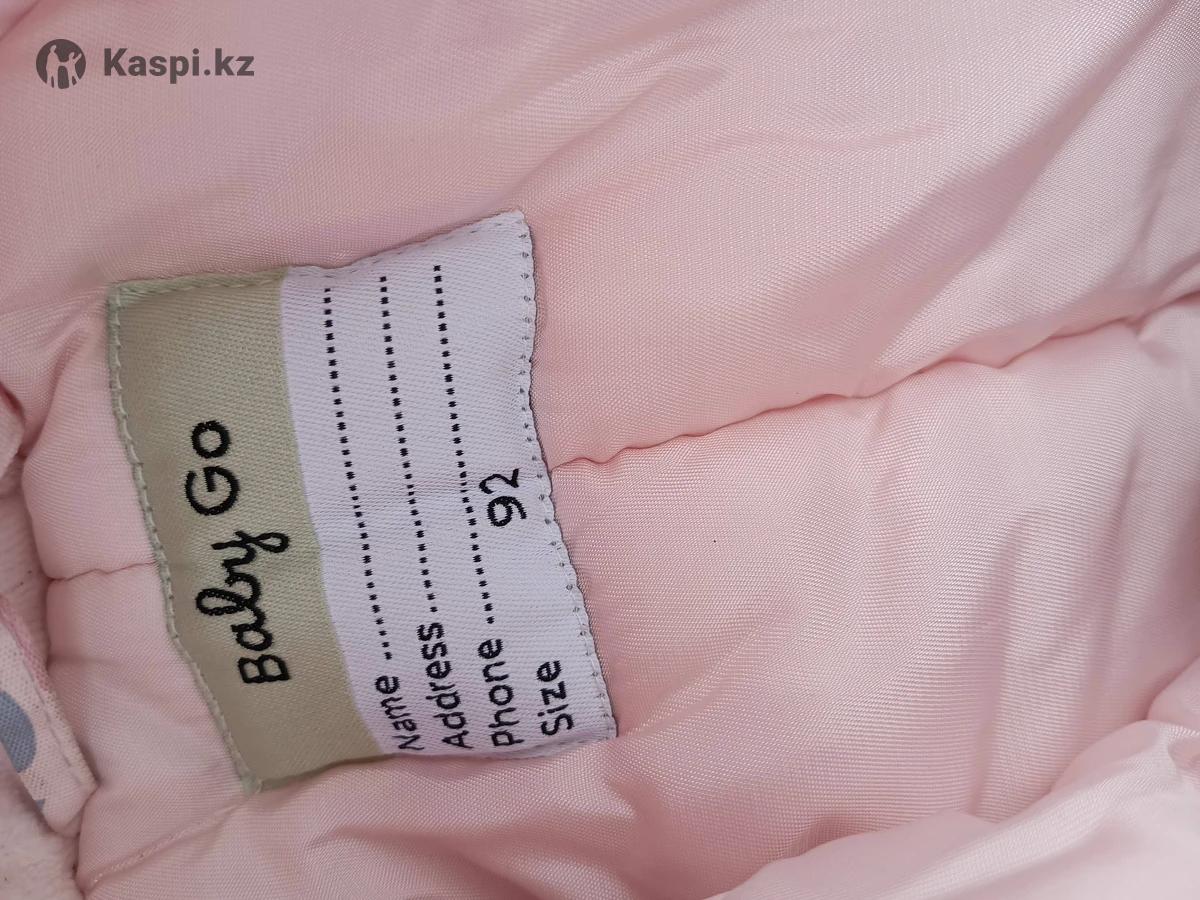 Kaspi.kz
Baby Go
Name ........................................
Address ........................................
Phone ........................................
Size 92